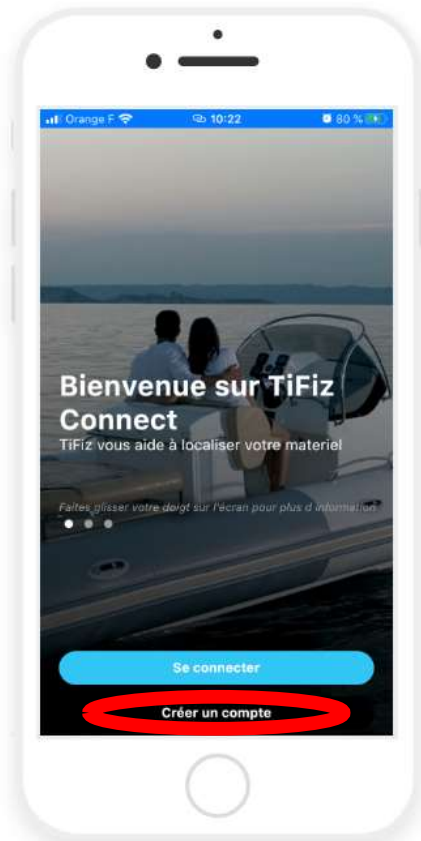 Orange F 10:22 80 %
Bienvenue sur TiFiz
Connect
TiFiz vous aide à localiser votre materiel
Faites glisser votre doigt sur l'écran pour plus d information
Se connecter
Créer un compte